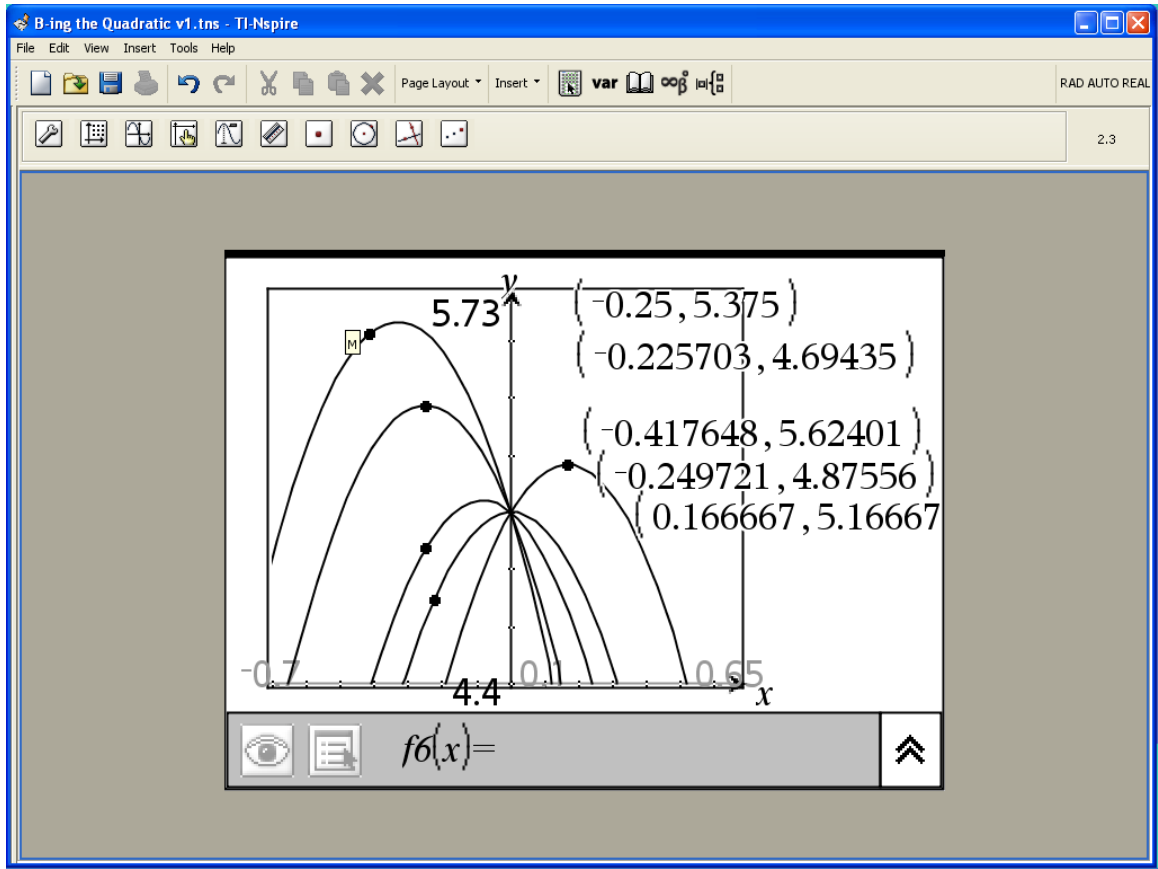 B-ing the Quadratic v1.tns - TI-Nspire
File Edit View Insert Tools Help
Page Layout Insert var ∞β° RAD AUTO REAL
2.3
y
5.73
(⁻0.25, 5.375)
(⁻0.225703, 4.69435)
M
(⁻0.417648, 5.62401)
(⁻0.249721, 4.87556)
(0.166667, 5.16667
-0.7 0.1 0.65
4.4 x
f6(x)=